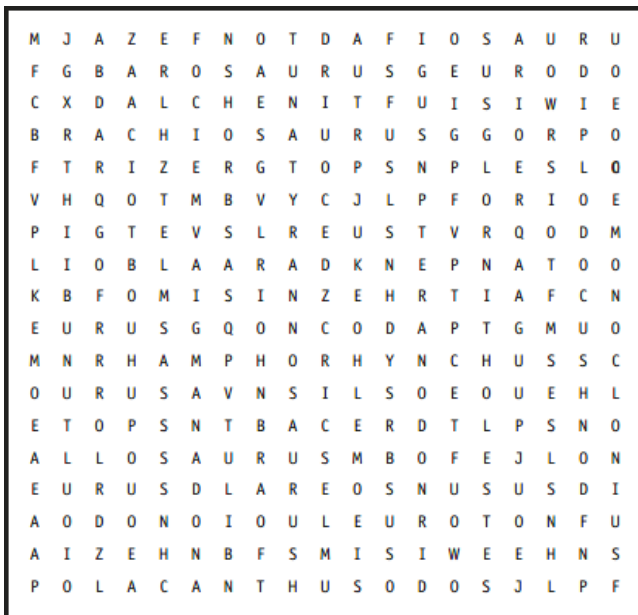 M J A Z E F N O T D A F I O S A U R U
F G B A R O S A U R U S G E U R O D O
C X D A L C H E N I T F U I S I W I E
B R A C H I O S A U R U S G G O R P O
F T R I Z E R G T O P S N P L E S L O
V H Q O T M B V Y C J L P F O R I O E
P I G T E V S L R E U S T V R Q O D M
L I O B L A A R A D K N E P N A T O O
K B F O M I S I N Z E H R T I A F C N
E U R U S G Q O N C O D A P T G M U O
M N R H A M P H O R H Y N C H U S S C
O U R U S A V N S I L S O E O U E H L
E T O P S N T B A C E R D T L P S N O
A L L O S A U R U S M B O F E J L O N
E U R U S D L A R E O S N U S U S D I
A O D O N O I O U L E U R O T O N F U
A I Z E H N B F S M I S I W E E H N S
P O L A C A N T H U S O D O S J L P F